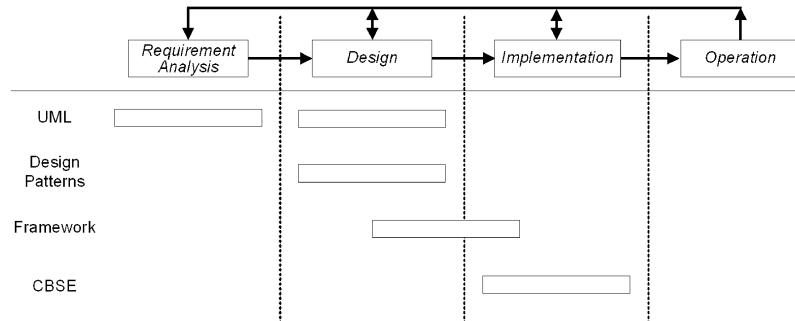 Requirement
Analysis
Design
Implementation
Operation
UML
Design
Patterns
Framework
CBSE